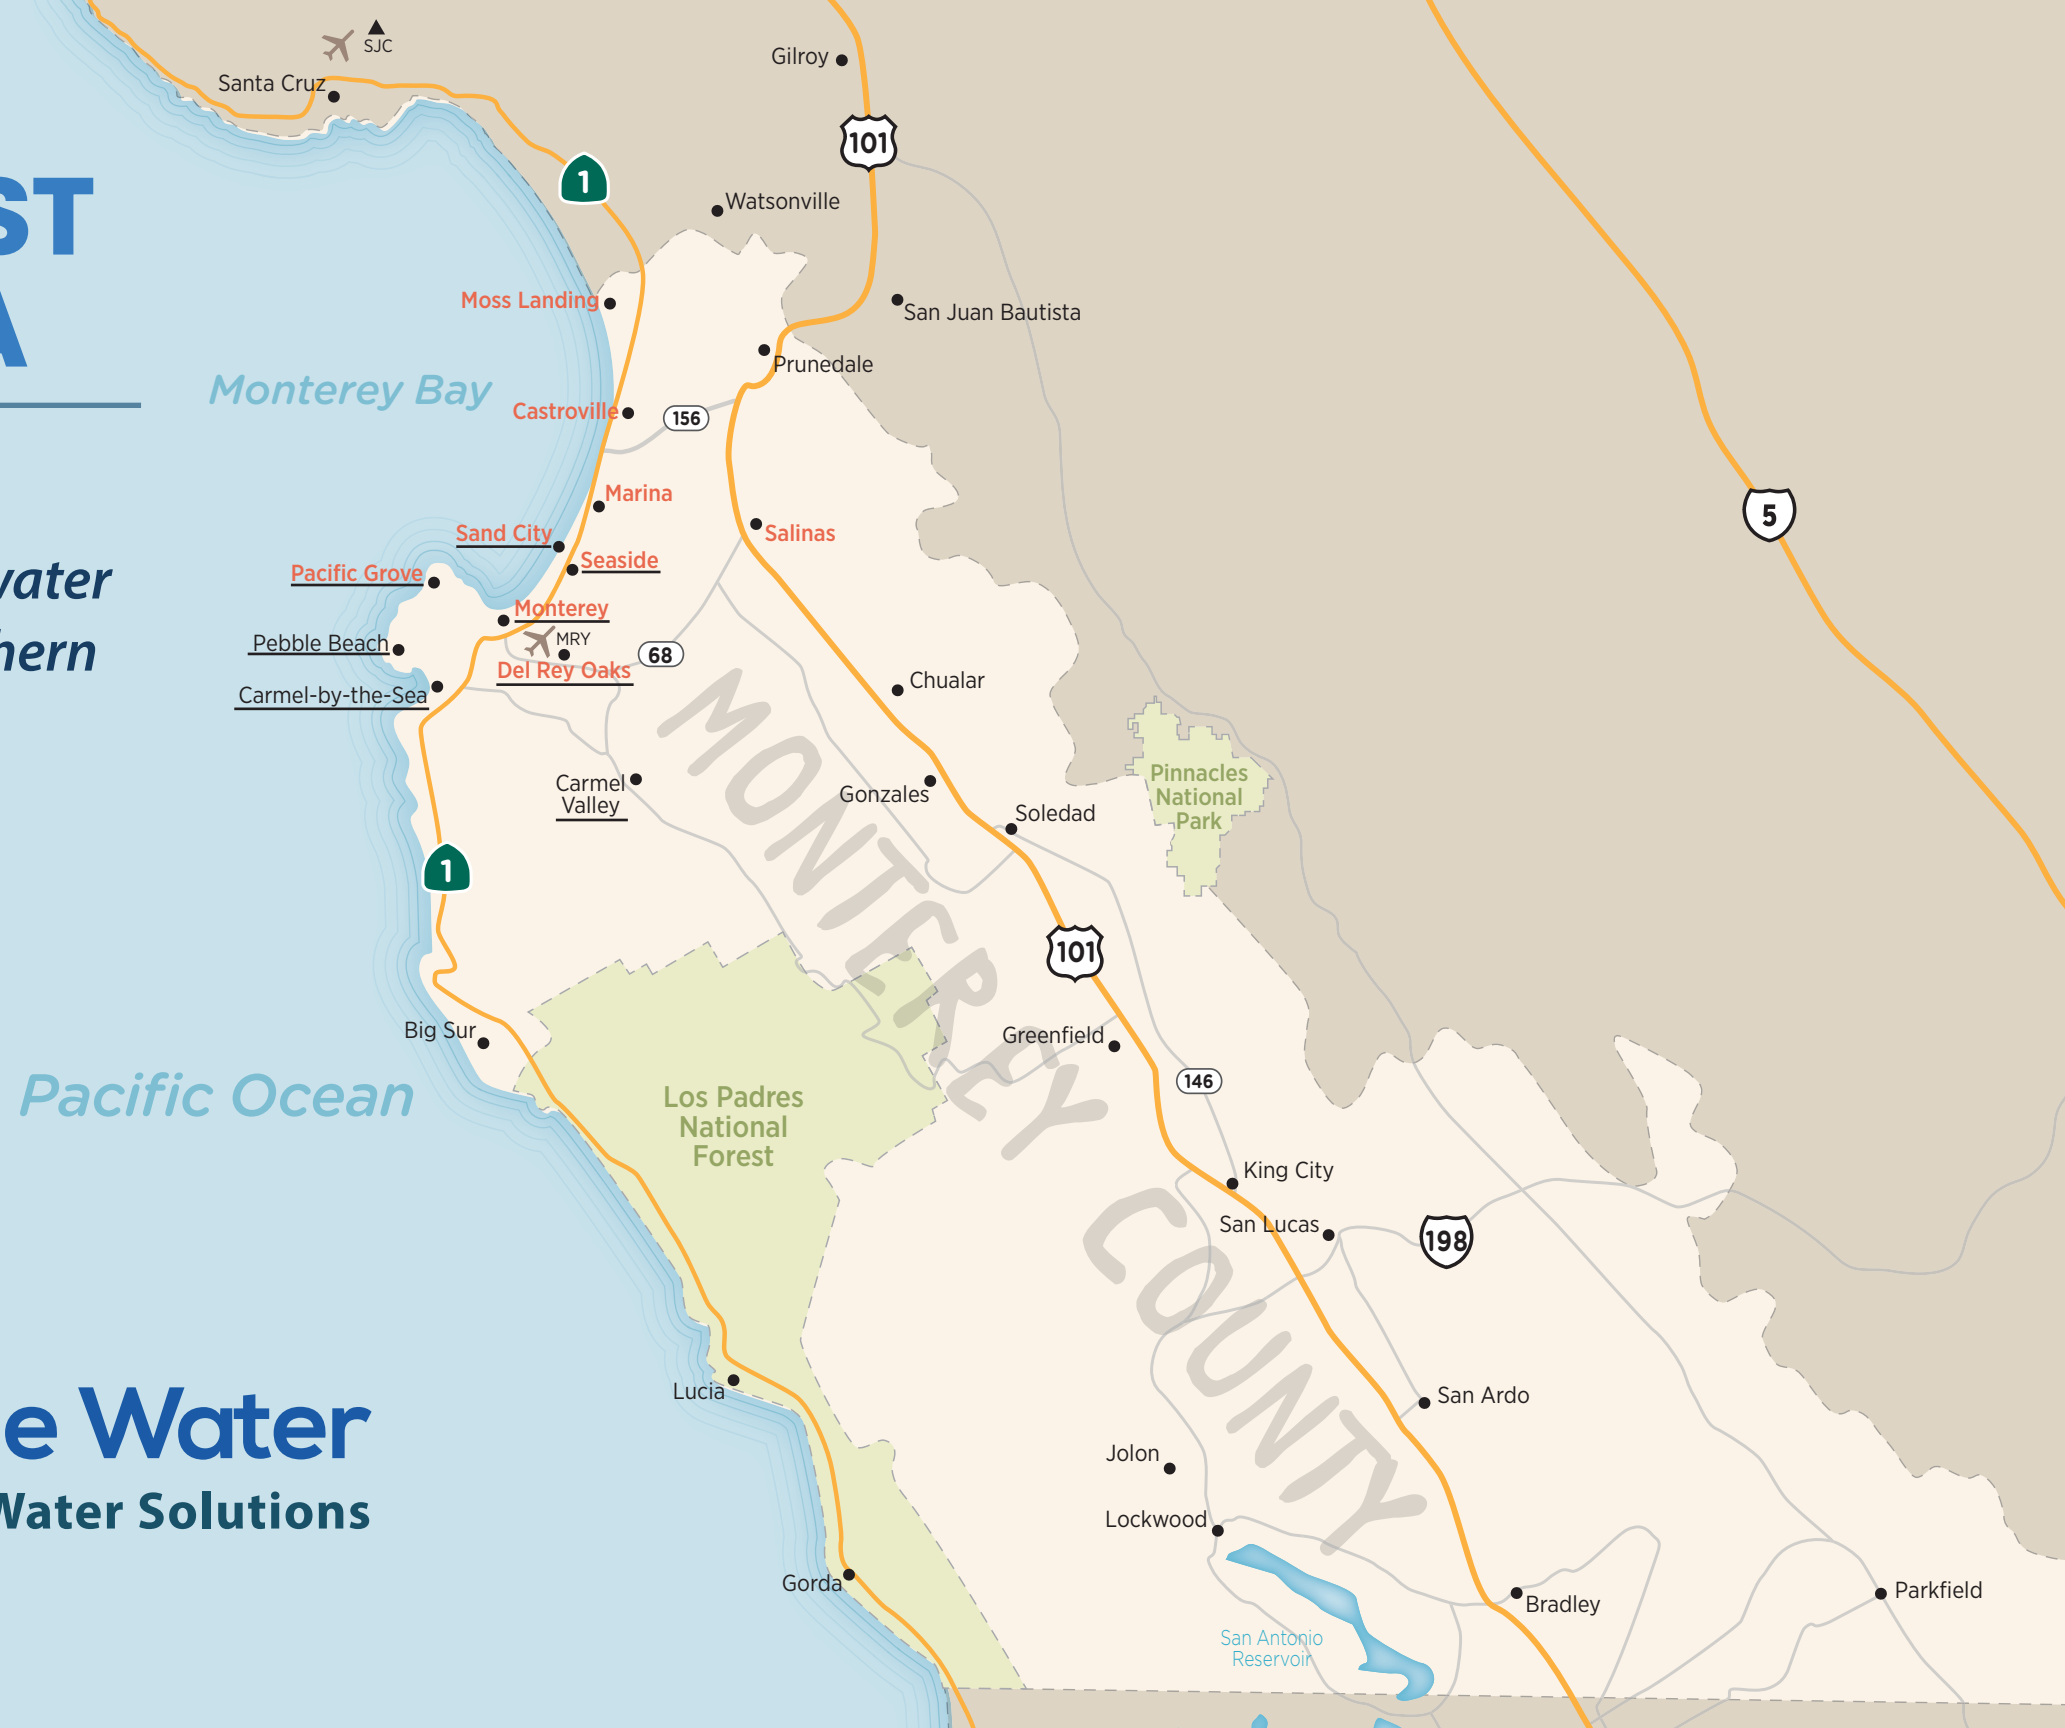 SJC
Santa Cruz
Gilroy
101
1
Watsonville
ST
Moss Landing
San Juan Bautista
A
Prunedale
Monterey Bay
Castroville
156
Marina
5
Sand City
Salinas
Seaside
Pacific Grove
Monterey
MRY
Pebble Beach
68
hern
Del Rey Oaks
Carmel-by-the-Sea
Chualar
MONTEREY COUNTY
Carmel
Valley
Gonzales
Pinnacles
National
Park
Soledad
1
101
Big Sur
Greenfield
Pacific Ocean
146
Los Padres
National
Forest
King City
San Lucas
198
Lucia
San Ardo
e Water
Jolon
Water Solutions
Lockwood
Gorda
Bradley
Parkfield
San Antonio
Reservoir